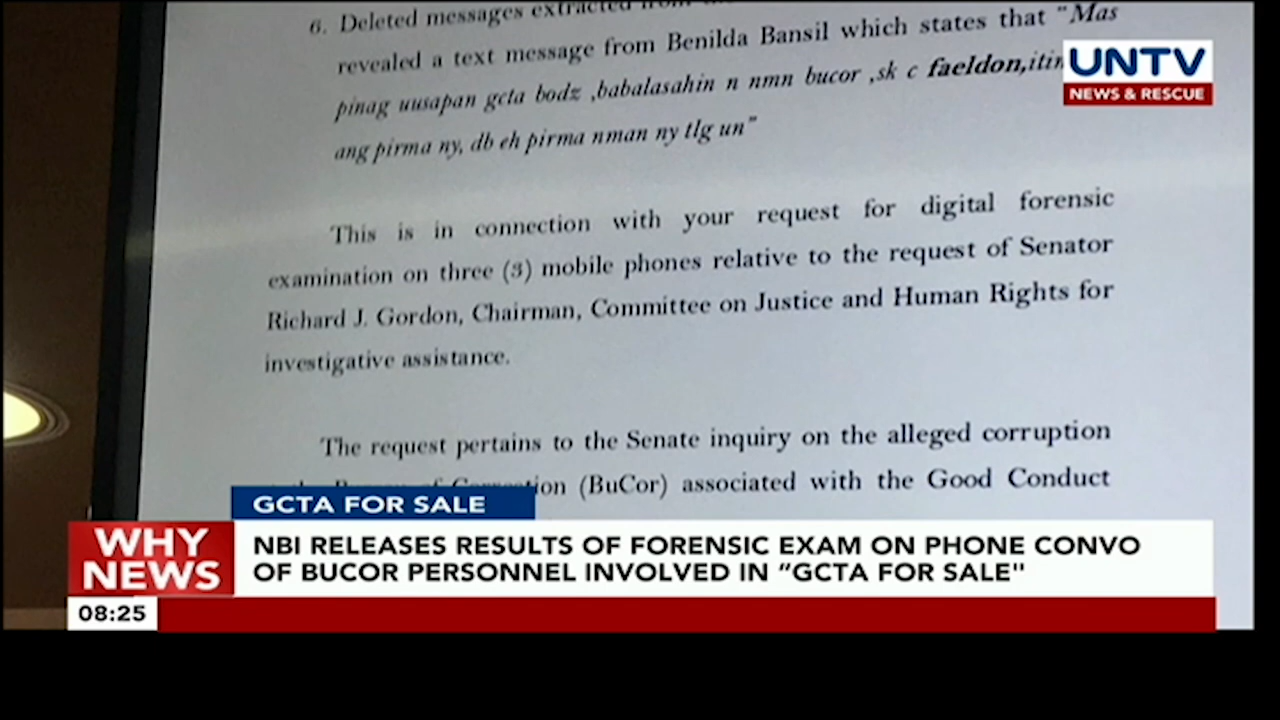 6. Deleted messages extracted from
revealed a text message from Benilda Bansil which states that "Mas
pinag uusapan gcta bodz ,babalasahin n nmn bucor ,sk c faeldon,itin
ang pirma ny, db eh pirma nman ny tlg un"
UNTV
NEWS & RESCUE
This is in connection with your request for digital forensic
examination on three (3) mobile phones relative to the request of Senator
Richard J. Gordon, Chairman, Committee on Justice and Human Rights for
investigative assistance.
The request pertains to the Senate inquiry on the alleged corruption
(BuCor) associated with the Good Conduct
GCTA FOR SALE
WHY
NEWS
NBI RELEASES RESULTS OF FORENSIC EXAM ON PHONE CONVO
OF BUCOR PERSONNEL INVOLVED IN “GCTA FOR SALE"
08:25